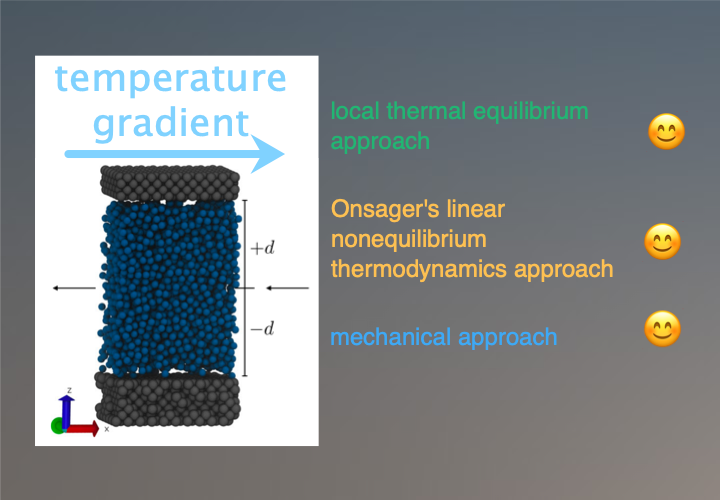 temperature
gradient
+d
−d
z
x
local thermal equilibrium
approach
Onsager's linear
nonequilibrium
thermodynamics approach
mechanical approach